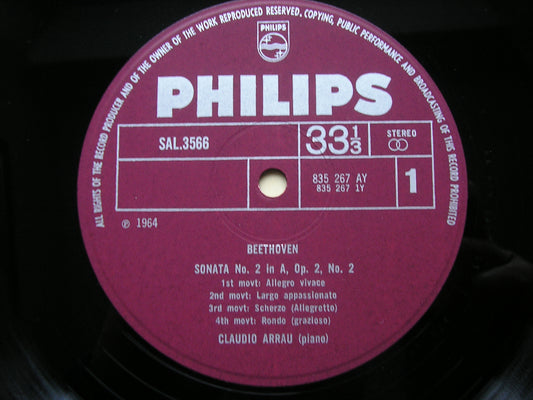 ALL RIGHTS OF THE RECORD PRODUCER AND OF THE OWNER OF THE WORK REPRODUCED RESERVED. COPYING, PUBLIC PERFORMANCE AND BROADCASTING OF THIS RECORD PROHIBITED
PHILIPS
PHILIPS
SAL.3566
33⅓
STEREO
835 267 AY
835 267 1Y
1
℗ 1964
BEETHOVEN
SONATA No. 2 in A, Op. 2, No. 2
1st movt: Allegro vivace
2nd movt: Largo appassionato
3rd movt: Scherzo (Allegretto)
4th movt: Rondo (grazioso)
CLAUDIO ARRAU (piano)